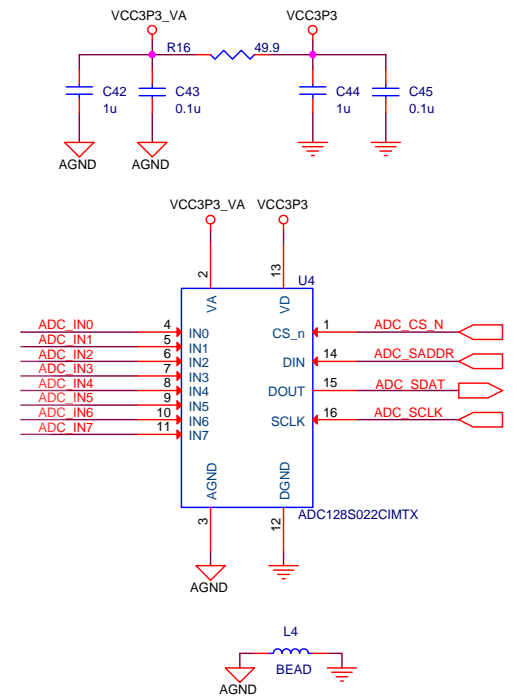 VCC3P3_VA
VCC3P3
R16
49.9
C42
1u
C43
0.1u
C44
1u
C45
0.1u
AGND
AGND
VCC3P3_VA
VCC3P3
2
13
U4
VA
VD
ADC_IN0
4
IN0
ADC_IN1
5
IN1
ADC_IN2
6
IN2
ADC_IN3
7
IN3
ADC_IN4
8
IN4
ADC_IN5
9
IN5
ADC_IN6
10
IN6
ADC_IN7
11
IN7
CS_n
1
ADC_CS_N
DIN
14
ADC_SADDR
DOUT
15
ADC_SDAT
SCLK
16
ADC_SCLK
AGND
DGND
ADC128S022CIMTX
3
12
AGND
L4
BEAD
AGND